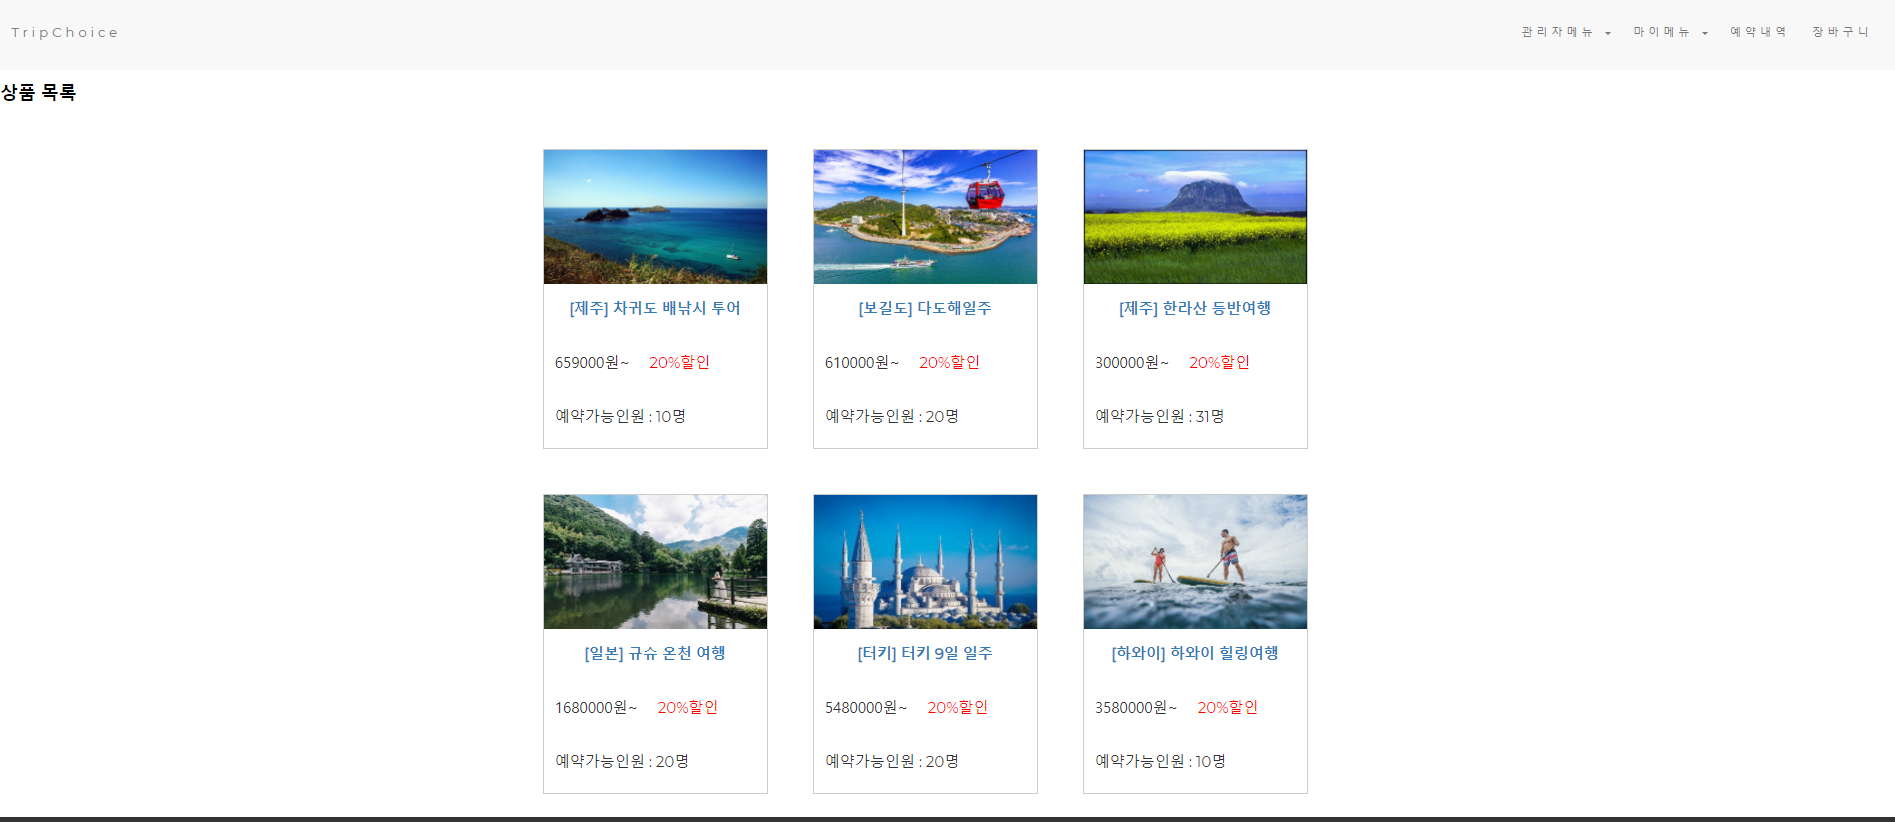 TripChoice
관리자메뉴 마이메뉴 예약내역 장바구니
상품 목록
[제주] 차귀도 배낚시 투어
659000원~ 20%할인
예약가능인원 : 10명
[보길도] 다도해일주
610000원~ 20%할인
예약가능인원 : 20명
[제주] 한라산 등반여행
300000원~ 20%할인
예약가능인원 : 31명
[일본] 규슈 온천 여행
1680000원~ 20%할인
예약가능인원 : 20명
[터키] 터키 9일 일주
5480000원~ 20%할인
예약가능인원 : 20명
[하와이] 하와이 힐링여행
3580000원~ 20%할인
예약가능인원 : 10명